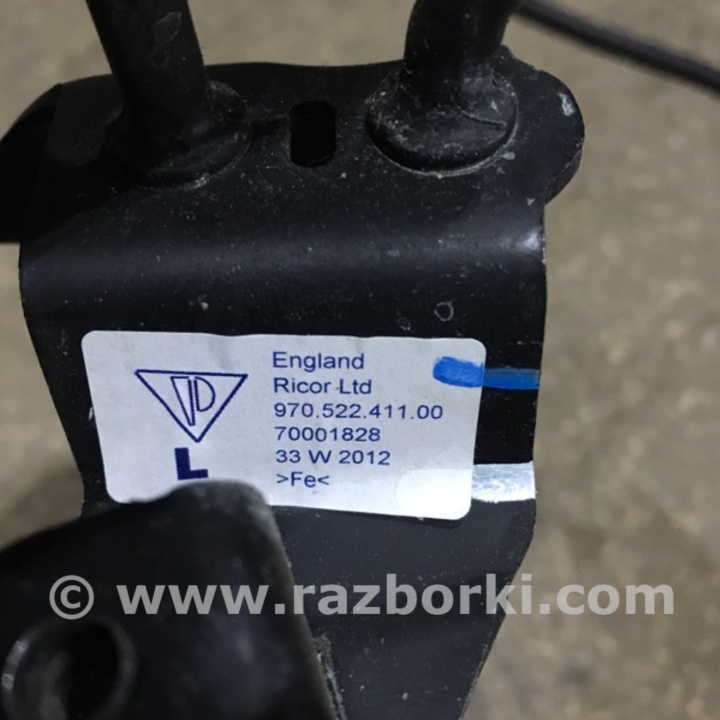 England
Ricor Ltd
970.522.411.00
70001828
L
33 W 2012
>Fe<
© www.razborki.com